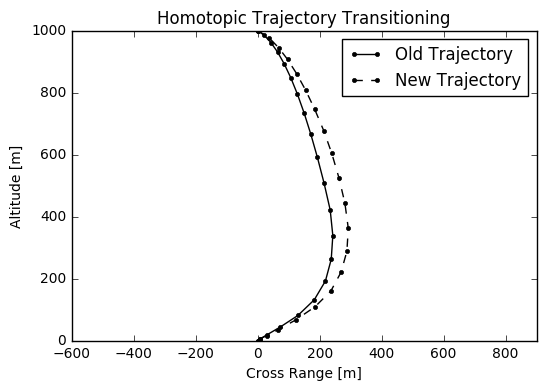 Homotopic Trajectory Transitioning
Old Trajectory
New Trajectory
Altitude [m]
1000
800
600
400
200
0
−600 −400 −200 0 200 400 600 800
Cross Range [m]